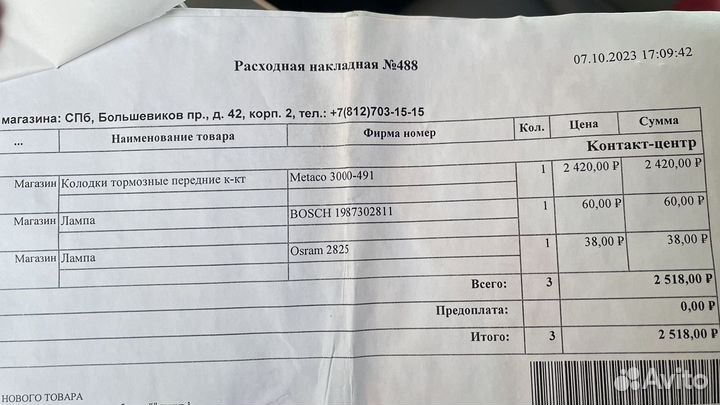 Расходная накладная №488
07.10.2023 17:09:42
магазина: СПб, Большевиков пр., д. 42, корп. 2, тел.: +7(812)703-15-15
... Наименование товара Фирма номер Кол. Цена Сумма
Контакт-центр
Магазин Колодки тормозные передние к-кт Metaco 3000-491 1 2 420,00 ₽ 2 420,00 ₽
Магазин Лампа BOSCH 1987302811 1 60,00 ₽ 60,00 ₽
Магазин Лампа Osram 2825 1 38,00 ₽ 38,00 ₽
Всего: 3 2 518,00 ₽
Предоплата: 0,00 ₽
Итого: 3 2 518,00 ₽
НОВОГО ТОВАРА
Avito